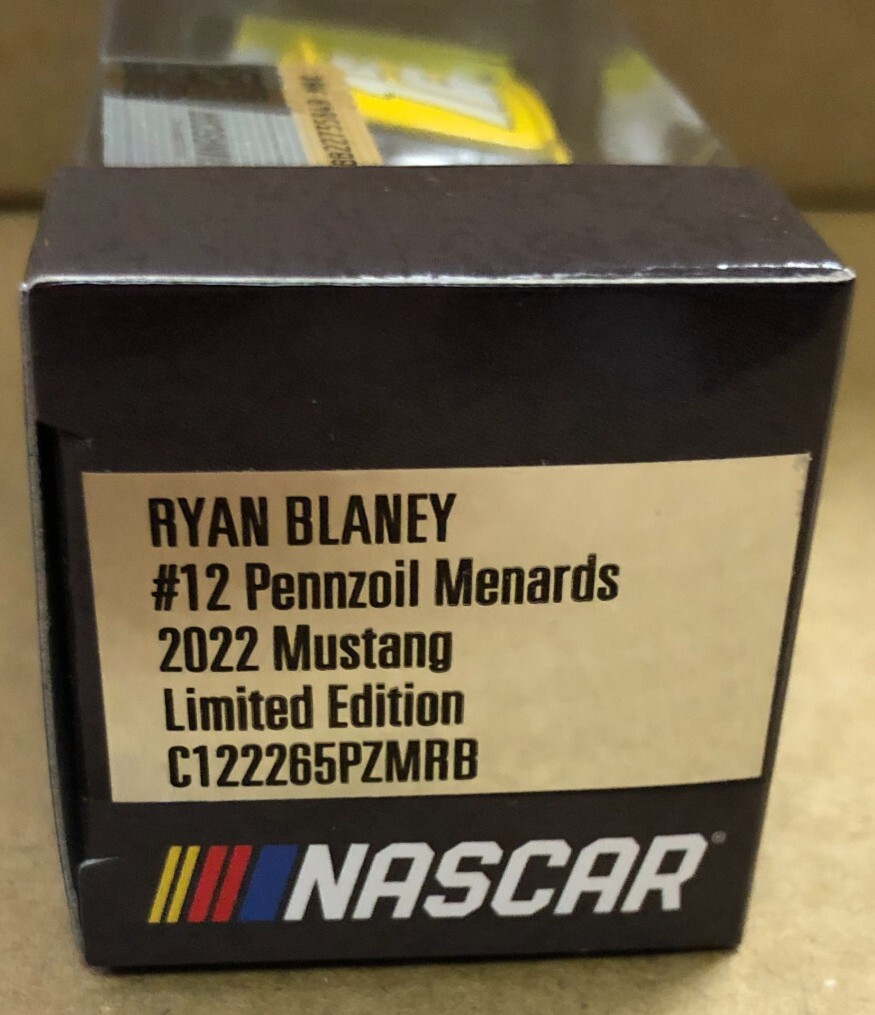 RYAN BLANEY
#12 Pennzoil Menards
2022 Mustang
Limited Edition
C122265PZMRB
NASCAR®